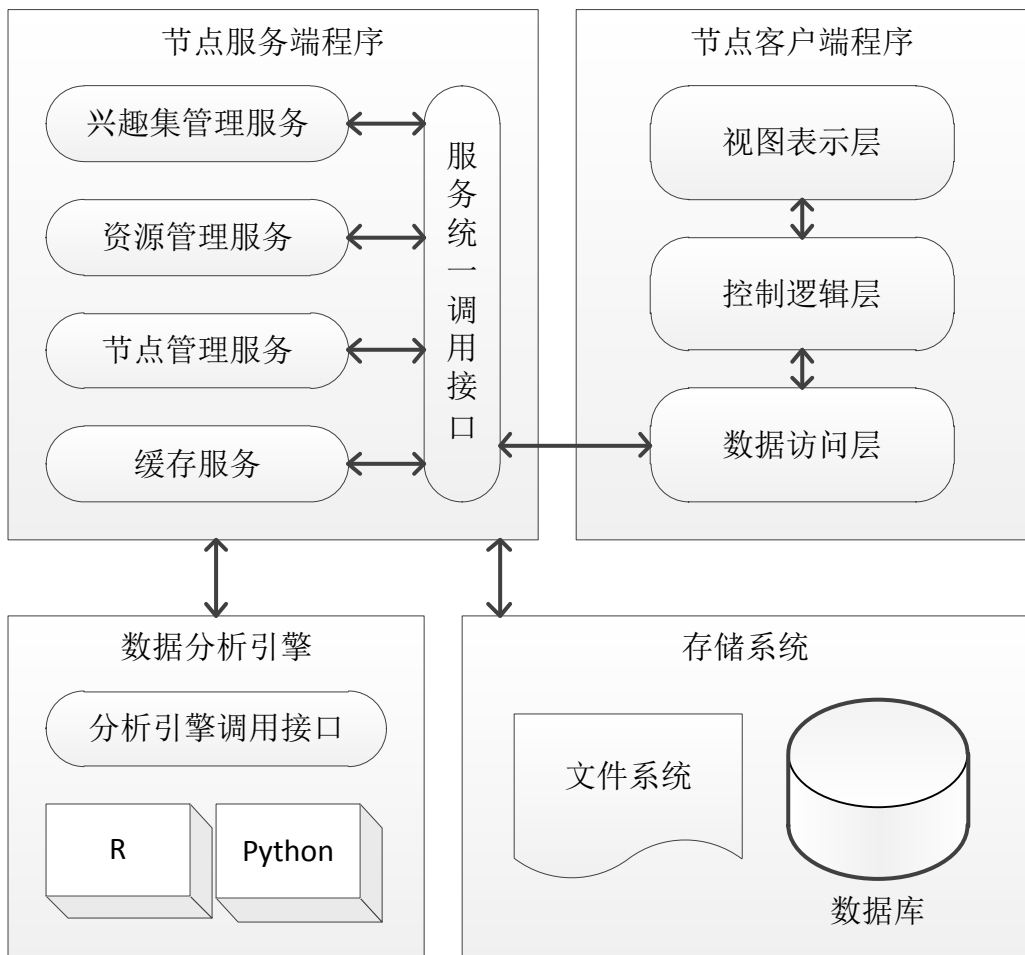 节点服务端程序
兴趣集管理服务
资源管理服务
节点管理服务
缓存服务
服务统一调用接口
节点客户端程序
视图表示层
控制逻辑层
数据访问层
数据分析引擎
分析引擎调用接口
R
Python
存储系统
文件系统
数据库